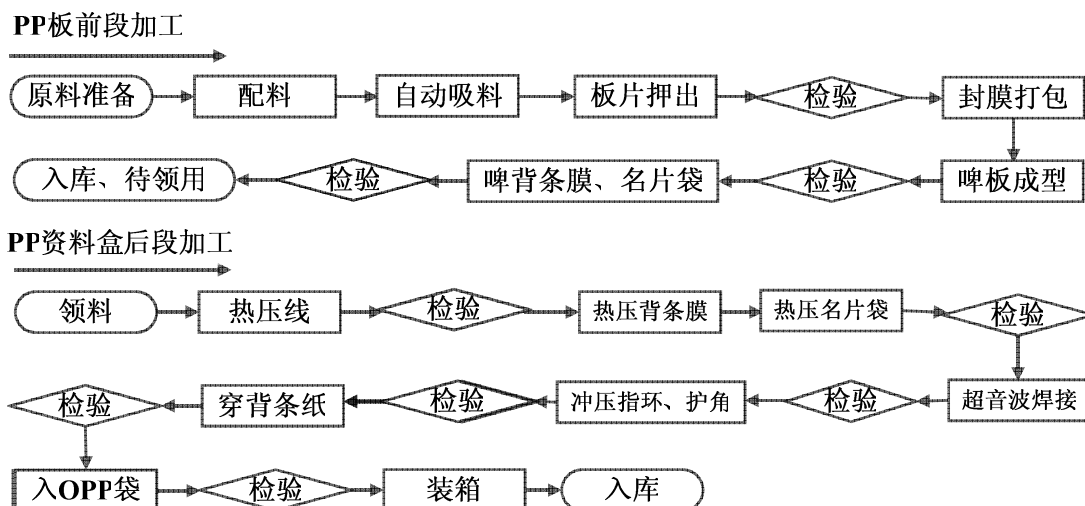 PP板前段加工
原料准备 配料 自动吸料 板片押出 检验 封膜打包
入库、待领用 检验 啤背条膜、名片袋 检验 啤板成型
PP资料盒后段加工
领料 热压线 检验 热压背条膜 热压名片袋 检验
检验 穿背条纸 检验 冲压指环、护角 检验 超音波焊接
入OPP袋 检验 装箱 入库